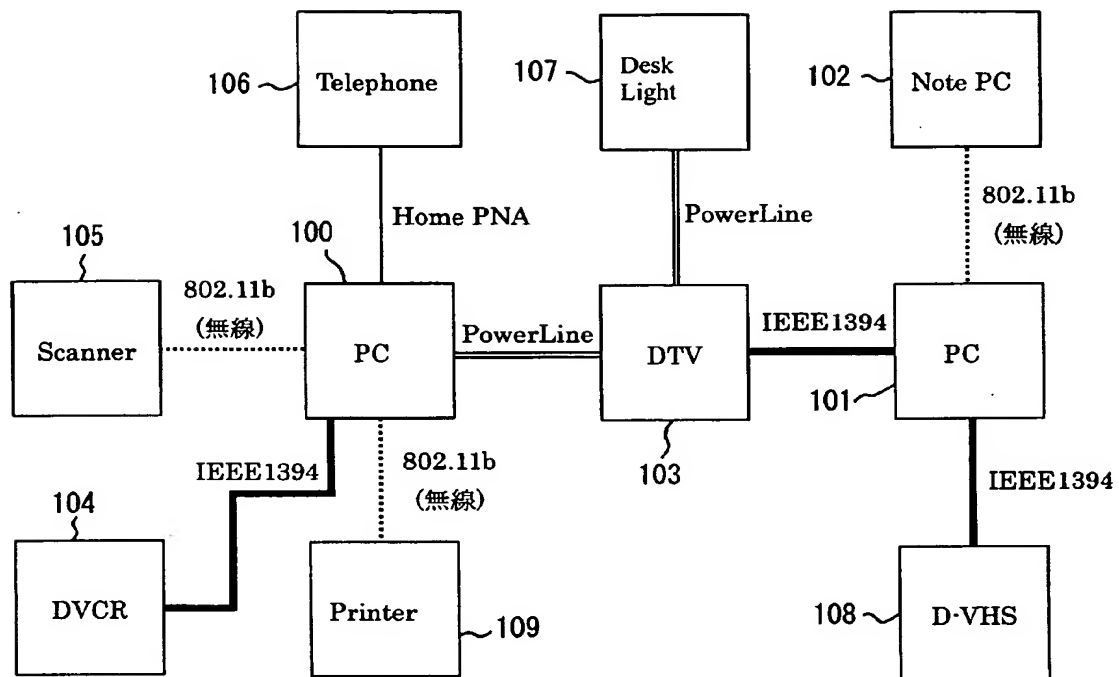 106
Telephone
107
Desk
Light
102
Note PC
Home PNA
PowerLine
802.11b
(無線)
105
Scanner
802.11b
(無線)
100
PC
PowerLine
DTV
103
IEEE1394
PC
101
IEEE1394
802.11b
(無線)
IEEE1394
104
DVCR
Printer
109
108
D-VHS